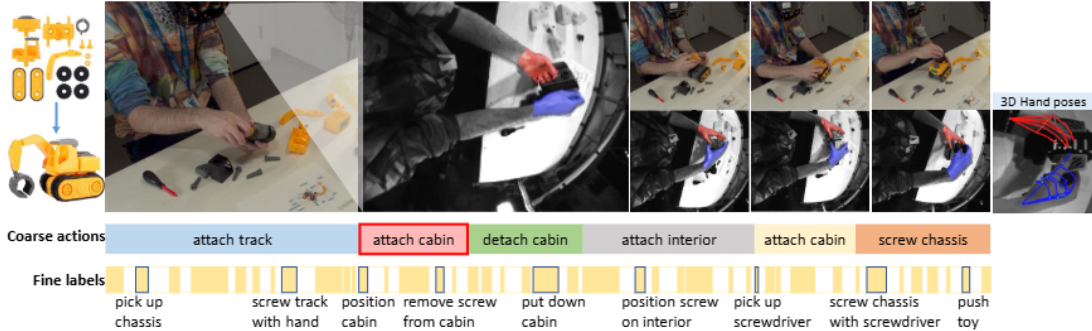 3D Hand poses
Coarse actions
attach track
attach cabin
detach cabin
attach interior
attach cabin
screw chassis
Fine labels
pick up
chassis
screw track
with hand
position
cabin
remove screw
from cabin
put down
cabin
position screw
on interior
pick up
screwdriver
screw chassis
with screwdriver
push
toy